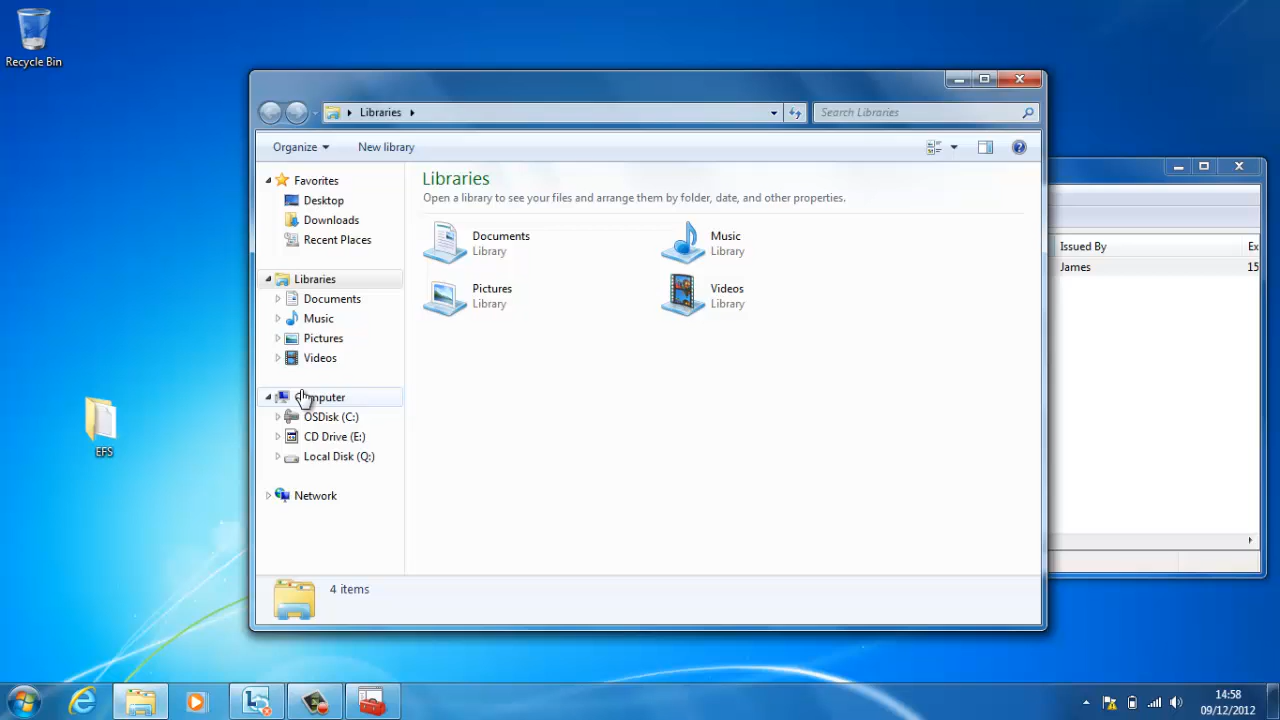 Recycle Bin
EFS
Libraries
Search Libraries
Organize
New library
Favorites
Desktop
Downloads
Recent Places
Libraries
Documents
Music
Pictures
Videos
Computer
OSDisk (C:)
CD Drive (E:)
Local Disk (Q:)
Network
Libraries
Open a library to see your files and arrange them by folder, date, and other properties.
Documents
Library
Music
Library
Pictures
Library
Videos
Library
4 items
Issued By
Ex
James
15
14:58
09/12/2012